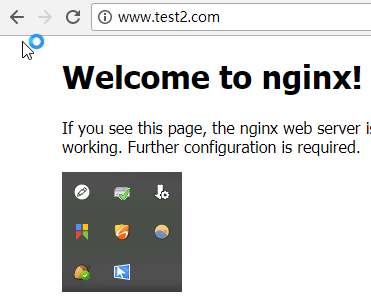 www.test2.com
Welcome to nginx!
If you see this page, the nginx web server is
working. Further configuration is required.